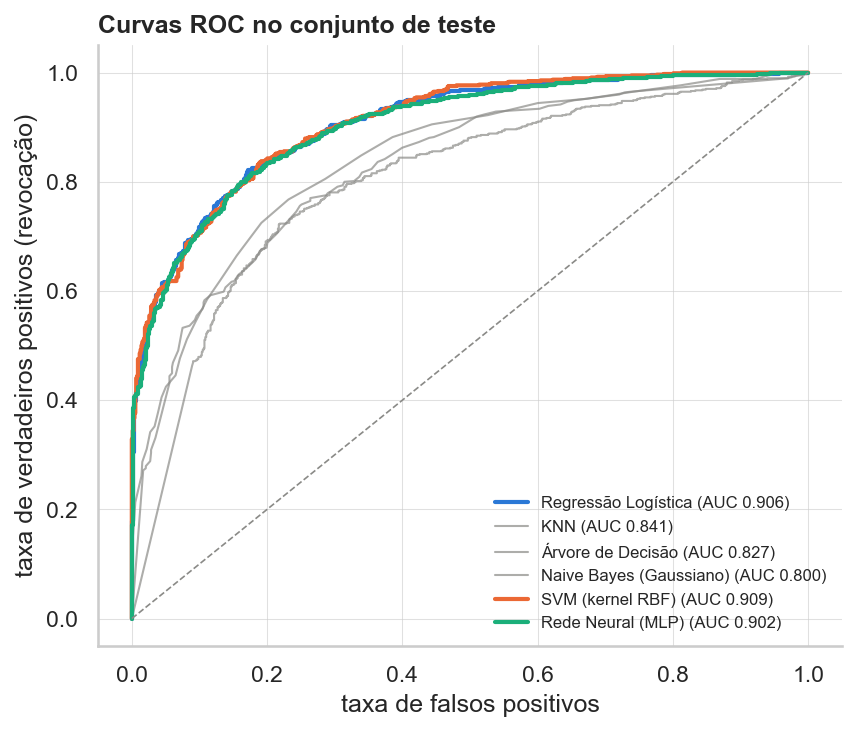 Curvas ROC no conjunto de teste
taxa de verdadeiros positivos (revocação)
1.0
0.8
0.6
0.4
0.2
0.0
Regressão Logística (AUC 0.906)
KNN (AUC 0.841)
Árvore de Decisão (AUC 0.827)
Naive Bayes (Gaussiano) (AUC 0.800)
SVM (kernel RBF) (AUC 0.909)
Rede Neural (MLP) (AUC 0.902)
0.0 0.2 0.4 0.6 0.8 1.0
taxa de falsos positivos